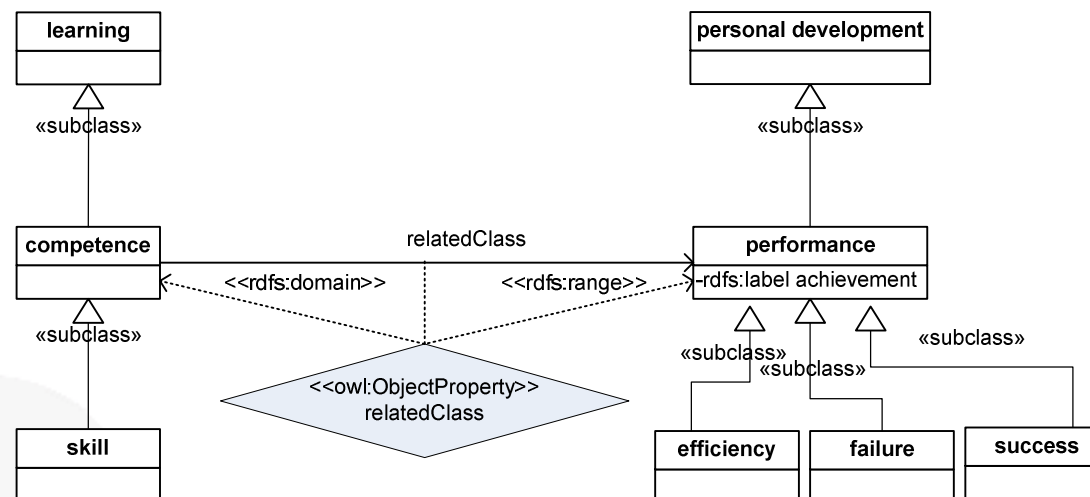 learning
personal development
«subclass»
«subclass»
competence
relatedClass
performance
<<rdfs:domain>>
<<rdfs:range>>
-rdfs:label achievement
«subclass»
«subclass»
«subclass»
«subclass»
<<owl:ObjectProperty>>
relatedClass
skill
efficiency
failure
success